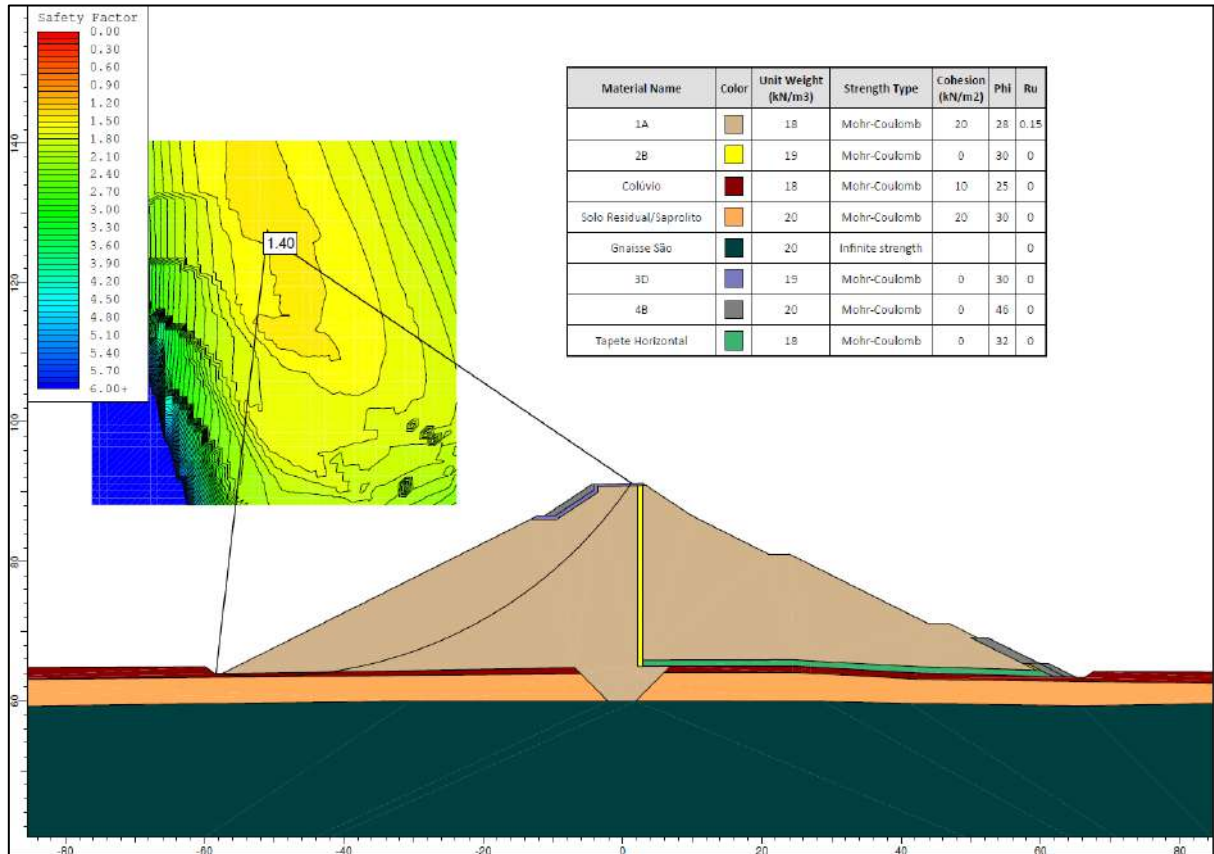 Safety Factor
0.00
0.30
0.60
0.90
1.20
1.50
1.80
2.10
2.40
2.70
3.00
3.30
3.60
3.90
4.20
4.50
4.80
5.10
5.40
5.70
6.00+
1.40
Material Name Color Unit Weight (kN/m3) Strength Type Cohesion (kN/m2) Phi Ru
1A 18 Mohr-Coulomb 20 28 0.15
2B 19 Mohr-Coulomb 0 30 0
Colúvio 18 Mohr-Coulomb 10 25 0
Solo Residual/Saprolito 20 Mohr-Coulomb 20 30 0
Gnaisse São 20 Infinite strength 0
3D 19 Mohr-Coulomb 0 30 0
4B 20 Mohr-Coulomb 0 46 0
Tapete Horizontal 18 Mohr-Coulomb 0 32 0
140
120
100
80
60
-80 -60 -40 -20 0 20 40 60 80